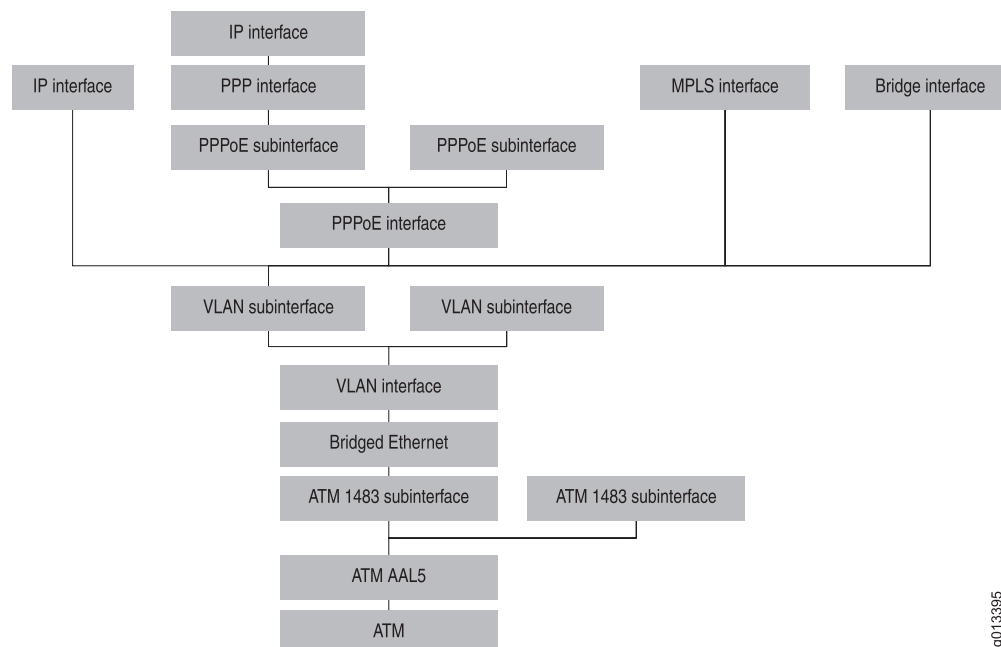 IP interface
IP interface
PPP interface
MPLS interface
Bridge interface
PPPoE subinterface
PPPoE subinterface
PPPoE interface
VLAN subinterface
VLAN subinterface
VLAN interface
Bridged Ethernet
ATM 1483 subinterface
ATM 1483 subinterface
ATM AAL5
ATM
g013395